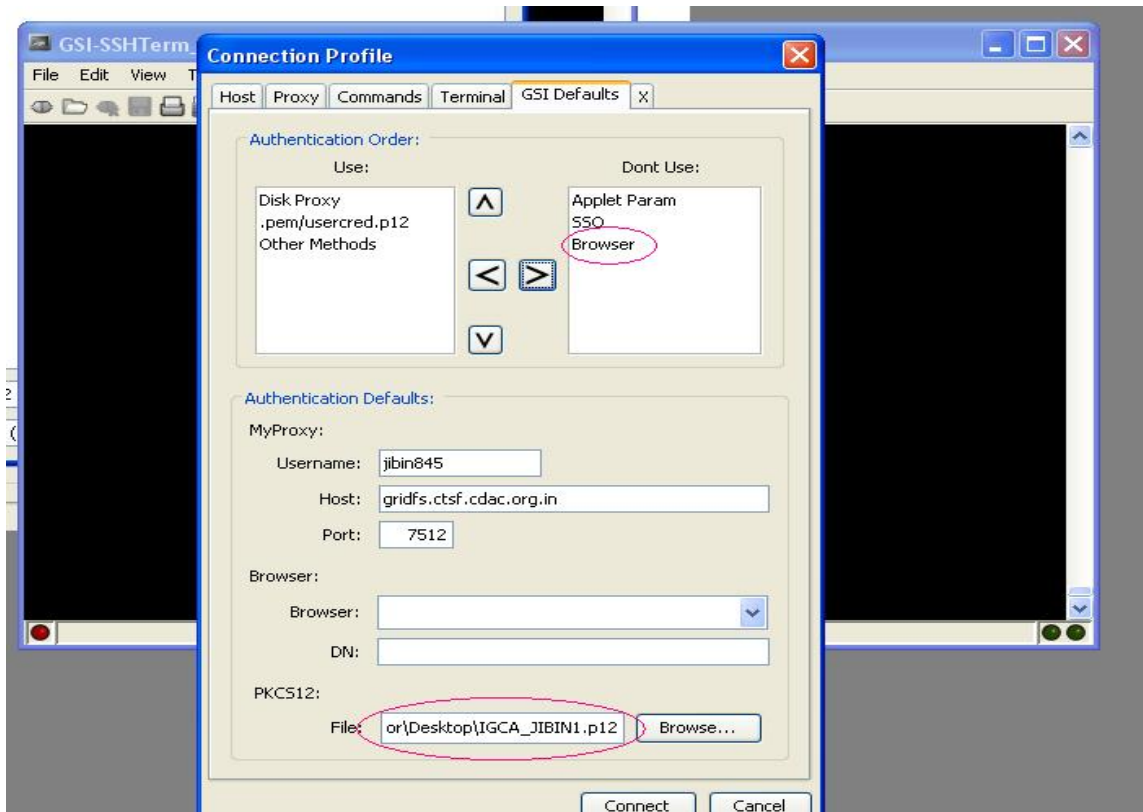 GSI-SSHTerm_
Connection Profile
File Edit View T
Host Proxy Commands Terminal GSI Defaults X
Authentication Order:
Use: Dont Use:
Disk Proxy
.pem/usercred.p12
Other Methods
Applet Param
SSO
Browser
Authentication Defaults:
MyProxy:
Username: jibin845
Host: gridfs.ctsf.cdac.org.in
Port: 7512
Browser:
Browser:
DN:
PKCS12:
File: or\Desktop\IGCA_JIBIN1.p12 Browse...
Connect Cancel